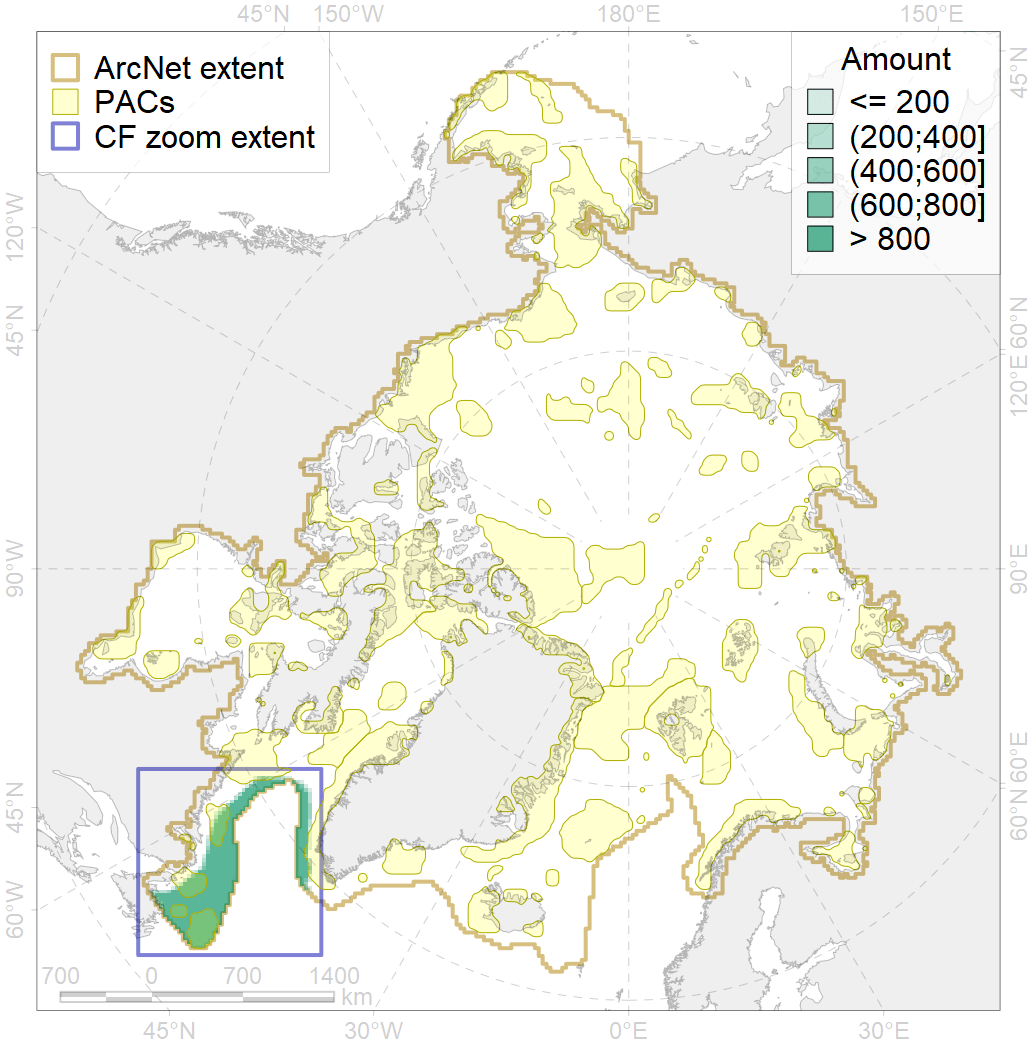 45°N 150°W 180°E 150°E
ArcNet extent
PACs
CF zoom extent
Amount
<= 200
(200;400]
(400;600]
(600;800]
> 800
45°N
120°W
45°N
90°W
45°N
60°W
60°N
120°E
90°E
60°E
60°N
700 0 700 1400
km
45°N 30°W 0°E 30°E